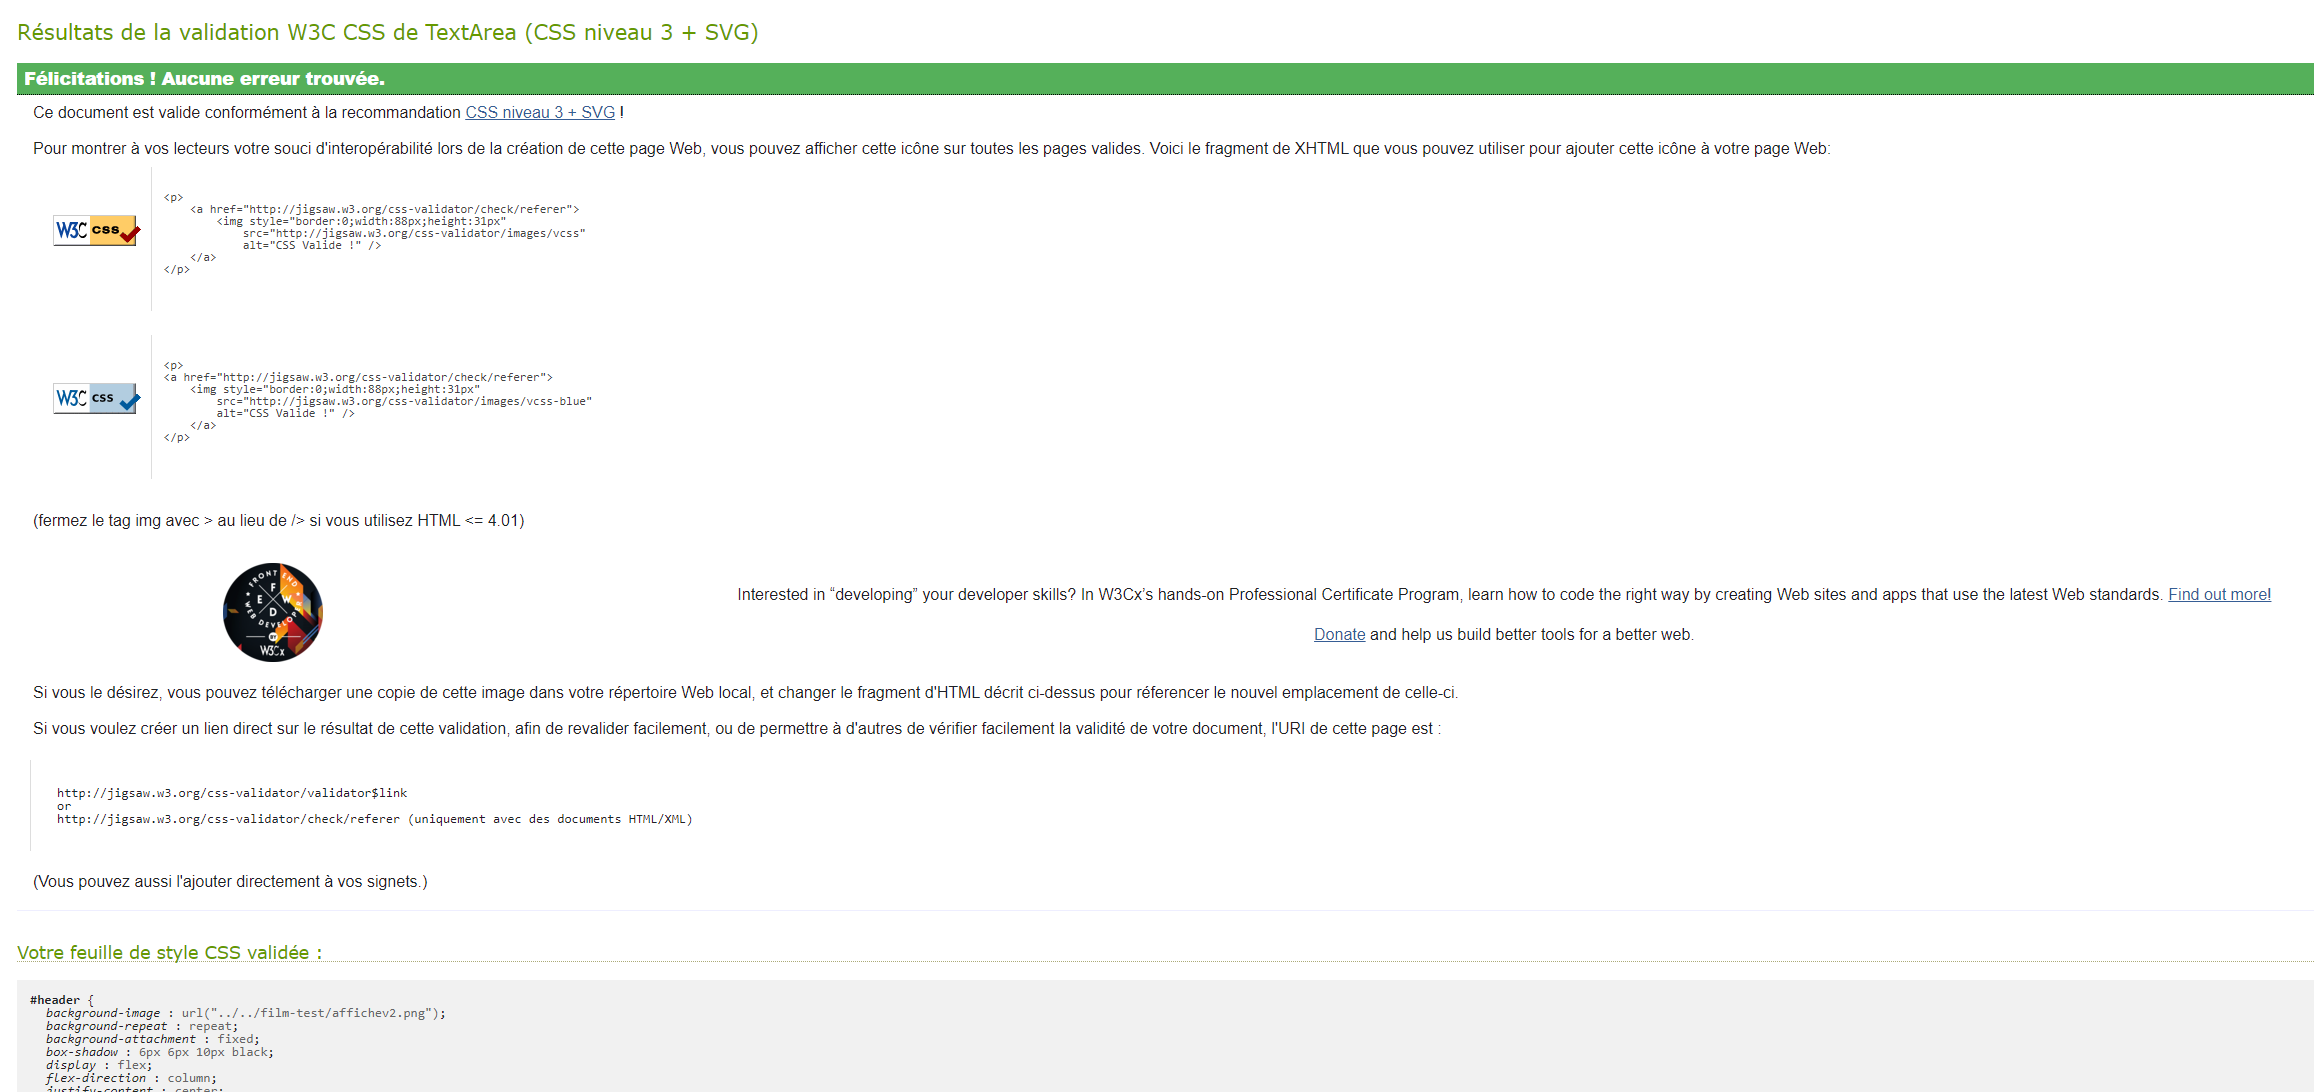 Résultats de la validation W3C CSS de TextArea (CSS niveau 3 + SVG)
Félicitations ! Aucune erreur trouvée.
Ce document est valide conformément à la recommandation CSS niveau 3 + SVG !
Pour montrer à vos lecteurs votre souci d'interopérabilité lors de la création de cette page Web, vous pouvez afficher cette icône sur toutes les pages valides. Voici le fragment de XHTML que vous pouvez utiliser pour ajouter cette icône à votre page Web:
W3C css
<p>
<a href="http://jigsaw.w3.org/css-validator/check/referer">
<img style="border:0;width:88px;height:31px"
src="http://jigsaw.w3.org/css-validator/images/vcss"
alt="CSS Valide !" />
</a>
</p>
W3C css
<p>
<a href="http://jigsaw.w3.org/css-validator/check/referer">
<img style="border:0;width:88px;height:31px"
src="http://jigsaw.w3.org/css-validator/images/vcss-blue"
alt="CSS Valide !" />
</a>
</p>
(fermez le tag img avec > au lieu de /> si vous utilisez HTML <= 4.01)
FRONT END
F E W D
WEB DEVELOPER
BY
W3Cx
Interested in “developing” your developer skills? In W3Cx’s hands-on Professional Certificate Program, learn how to code the right way by creating Web sites and apps that use the latest Web standards. Find out more!
Donate and help us build better tools for a better web.
Si vous le désirez, vous pouvez télécharger une copie de cette image dans votre répertoire Web local, et changer le fragment d'HTML décrit ci-dessus pour réferencer le nouvel emplacement de celle-ci.
Si vous voulez créer un lien direct sur le résultat de cette validation, afin de revalider facilement, ou de permettre à d'autres de vérifier facilement la validité de votre document, l'URI de cette page est :
http://jigsaw.w3.org/css-validator/validator$link
or
http://jigsaw.w3.org/css-validator/check/referer (uniquement avec des documents HTML/XML)
(Vous pouvez aussi l'ajouter directement à vos signets.)
Votre feuille de style CSS validée :
#header {
background-image : url("../../film-test/affichev2.png");
background-repeat : repeat;
background-attachment : fixed;
box-shadow : 6px 6px 10px black;
display : flex;
flex-direction : column;
justify-content : center;